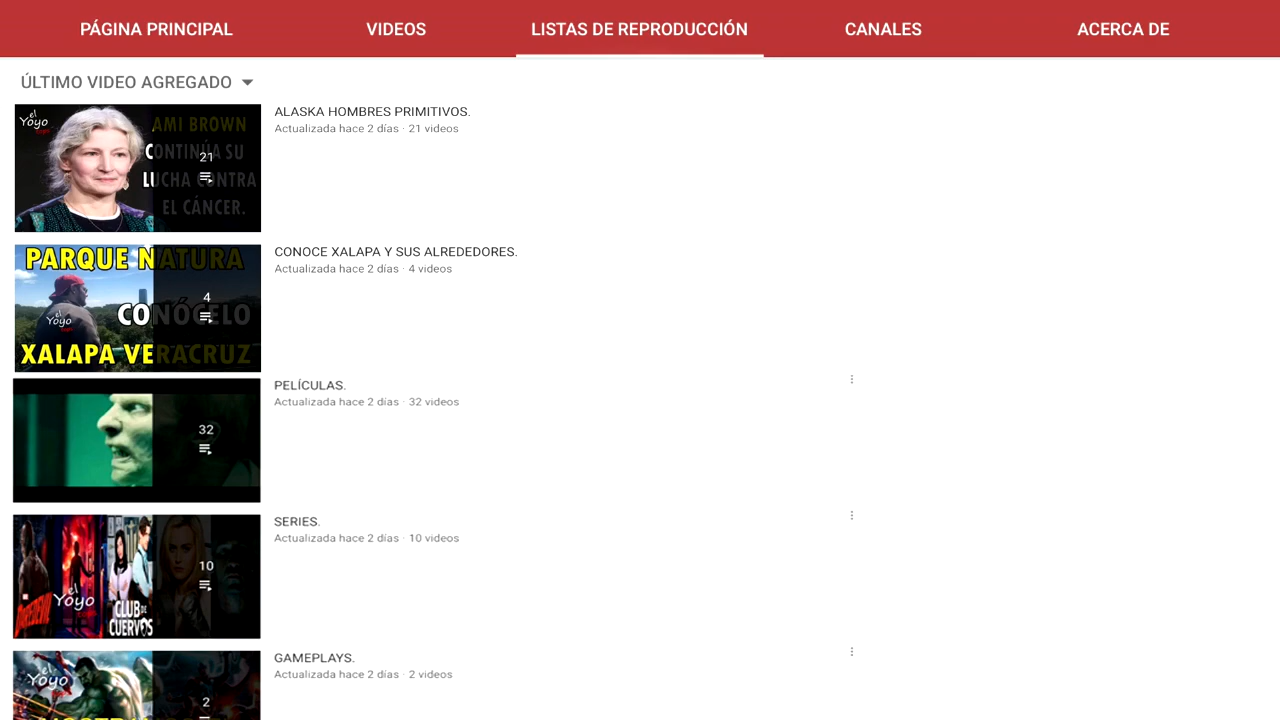 PÁGINA PRINCIPAL VIDEOS LISTAS DE REPRODUCCIÓN CANALES ACERCA DE
ÚLTIMO VIDEO AGREGADO
el Yoyo
AMI BROWN
CONTINÚA SU
LUCHA CONTRA
EL CÁNCER.
21
ALASKA HOMBRES PRIMITIVOS.
Actualizada hace 2 días · 21 videos
PARQUE NATURA
CONÓCELO
el Yoyo
XALAPA VERACRUZ
4
CONOCE XALAPA Y SUS ALREDEDORES.
Actualizada hace 2 días · 4 videos
32
PELÍCULAS.
Actualizada hace 2 días · 32 videos
DAREDEVIL
el Yoyo
CLUB DE
CUERVOS
10
SERIES.
Actualizada hace 2 días · 10 videos
el Yoyo
2
GAMEPLAYS.
Actualizada hace 2 días · 2 videos